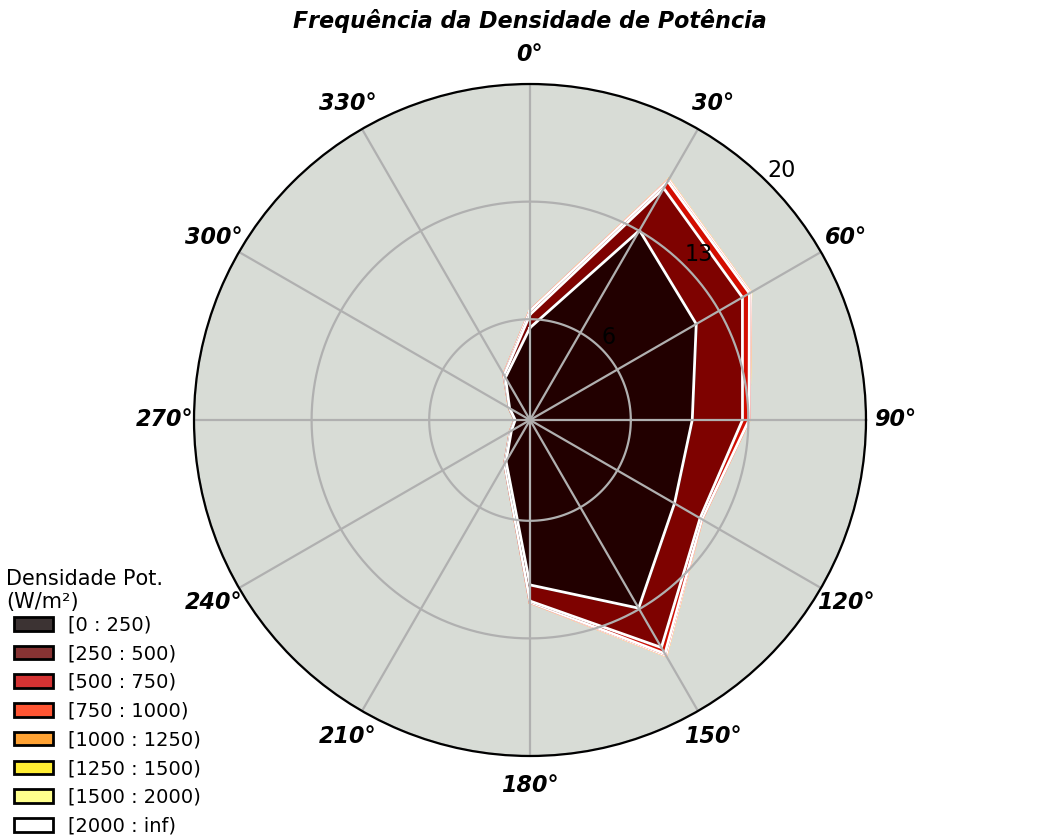 Frequência da Densidade de Potência
0°
330°
30°
20
300°
60°
13
6
270°
90°
240°
120°
210°
150°
180°
Densidade Pot.
(W/m²)
[0 : 250)
[250 : 500)
[500 : 750)
[750 : 1000)
[1000 : 1250)
[1250 : 1500)
[1500 : 2000)
[2000 : inf)